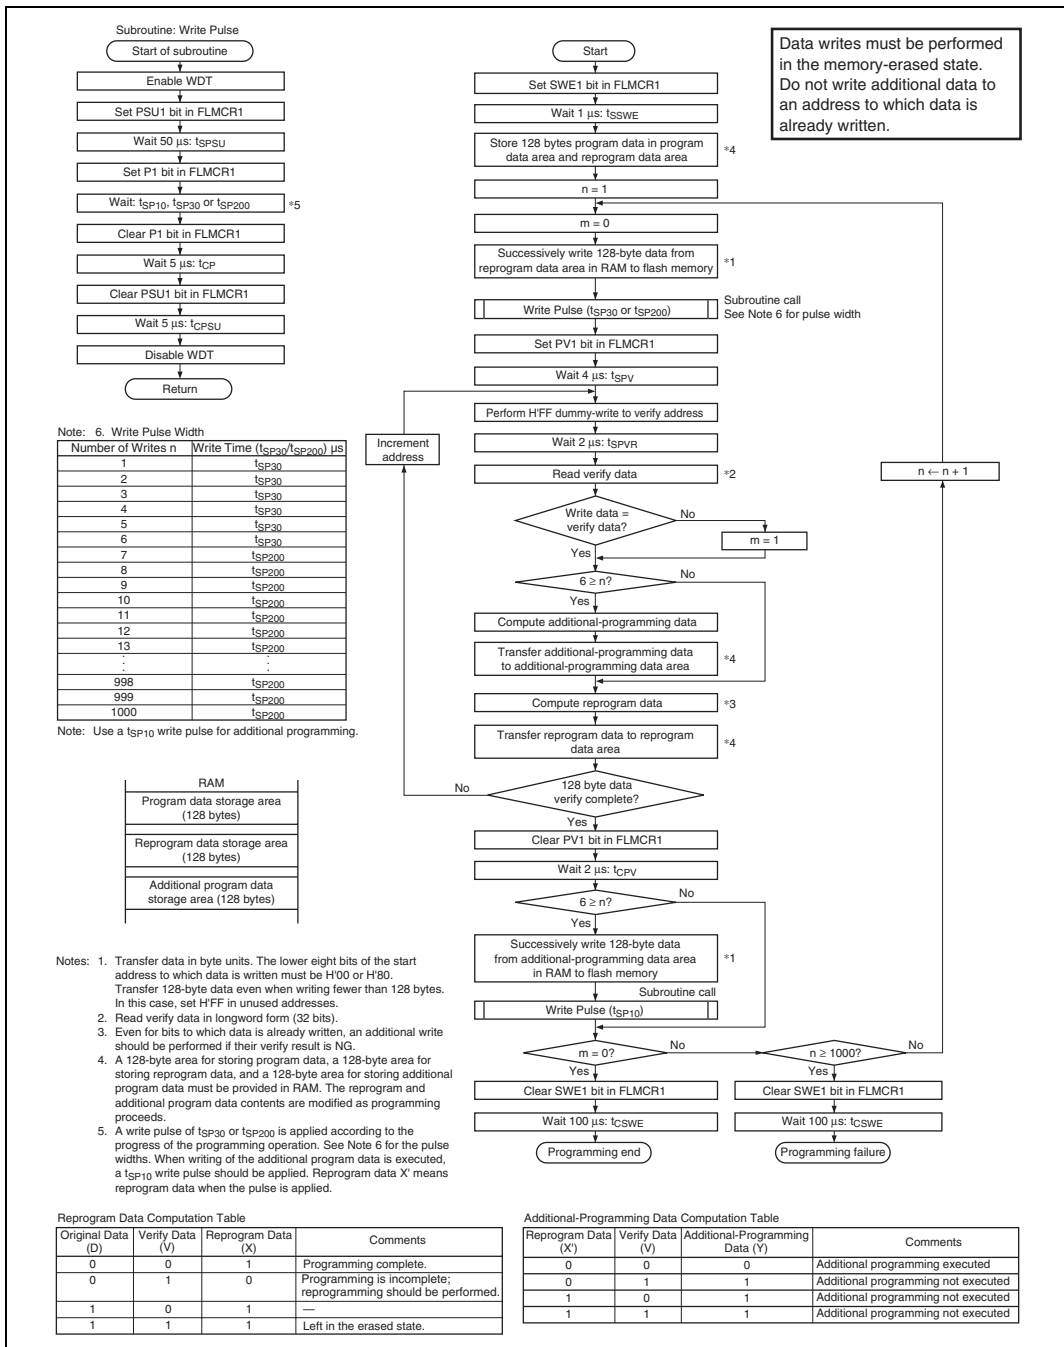 Subroutine: Write Pulse
Start of subroutine
Enable WDT
Set PSU1 bit in FLMCR1
Wait 50 μs: tSPSU
Set P1 bit in FLMCR1
Wait: tSP10, tSP30 or tSP200
*5
Clear P1 bit in FLMCR1
Wait 5 μs: tCP
Clear PSU1 bit in FLMCR1
Wait 5 μs: tCPSU
Disable WDT
Return
Note: 6. Write Pulse Width
Number of Writes n Write Time (tSP30/tSP200) μs
1 tSP30
2 tSP30
3 tSP30
4 tSP30
5 tSP30
6 tSP30
7 tSP200
8 tSP200
9 tSP200
10 tSP200
11 tSP200
12 tSP200
13 tSP200
: :
998 tSP200
999 tSP200
1000 tSP200
Note: Use a tSP10 write pulse for additional programming.
RAM
Program data storage area
(128 bytes)
Reprogram data storage area
(128 bytes)
Additional program data
storage area (128 bytes)
Start
Set SWE1 bit in FLMCR1
Wait 1 μs: tSSWE
Store 128 bytes program data in program
data area and reprogram data area
*4
n = 1
m = 0
Successively write 128-byte data from
reprogram data area in RAM to flash memory
*1
Write Pulse (tSP30 or tSP200)
Subroutine call
See Note 6 for pulse width
Set PV1 bit in FLMCR1
Wait 4 μs: tSPV
Perform H'FF dummy-write to verify address
Increment
address
Wait 2 μs: tSPVR
Read verify data
*2
n ← n + 1
Write data =
verify data?
No
m = 1
Yes
6 ≥ n?
No
Yes
Compute additional-programming data
Transfer additional-programming data
to additional-programming data area
*4
Compute reprogram data
*3
Transfer reprogram data to reprogram
data area
*4
128 byte data
verify complete?
No
Yes
Clear PV1 bit in FLMCR1
Wait 2 μs: tCPV
6 ≥ n?
No
Yes
Successively write 128-byte data
from additional-programming data area
in RAM to flash memory
*1
Subroutine call
Write Pulse (tSP10)
m = 0?
No
n ≥ 1000?
No
Yes
Yes
Clear SWE1 bit in FLMCR1
Clear SWE1 bit in FLMCR1
Wait 100 μs: tCSWE
Wait 100 μs: tCSWE
Programming end
Programming failure
Data writes must be performed
in the memory-erased state.
Do not write additional data to
an address to which data is
already written.
Notes: 1. Transfer data in byte units. The lower eight bits of the start
address to which data is written must be H'00 or H'80.
Transfer 128-byte data even when writing fewer than 128 bytes.
In this case, set H'FF in unused addresses.
2. Read verify data in longword form (32 bits).
3. Even for bits to which data is already written, an additional write
should be performed if their verify result is NG.
4. A 128-byte area for storing program data, a 128-byte area for
storing reprogram data, and a 128-byte area for storing additional
program data must be provided in RAM. The reprogram and
additional program data contents are modified as programming
proceeds.
5. A write pulse of tSP30 or tSP200 is applied according to the
progress of the programming operation. See Note 6 for the pulse
widths. When writing of the additional program data is executed,
a tSP10 write pulse should be applied. Reprogram data X' means
reprogram data when the pulse is applied.
Reprogram Data Computation Table
Original Data (D) Verify Data (V) Reprogram Data (X) Comments
0 0 1 Programming complete.
0 1 0 Programming is incomplete;
reprogramming should be performed.
1 0 1 —
1 1 1 Left in the erased state.
Additional-Programming Data Computation Table
Reprogram Data (X') Verify Data (V) Additional-Programming Data (Y) Comments
0 0 0 Additional programming executed
0 1 1 Additional programming not executed
1 0 1 Additional programming not executed
1 1 1 Additional programming not executed